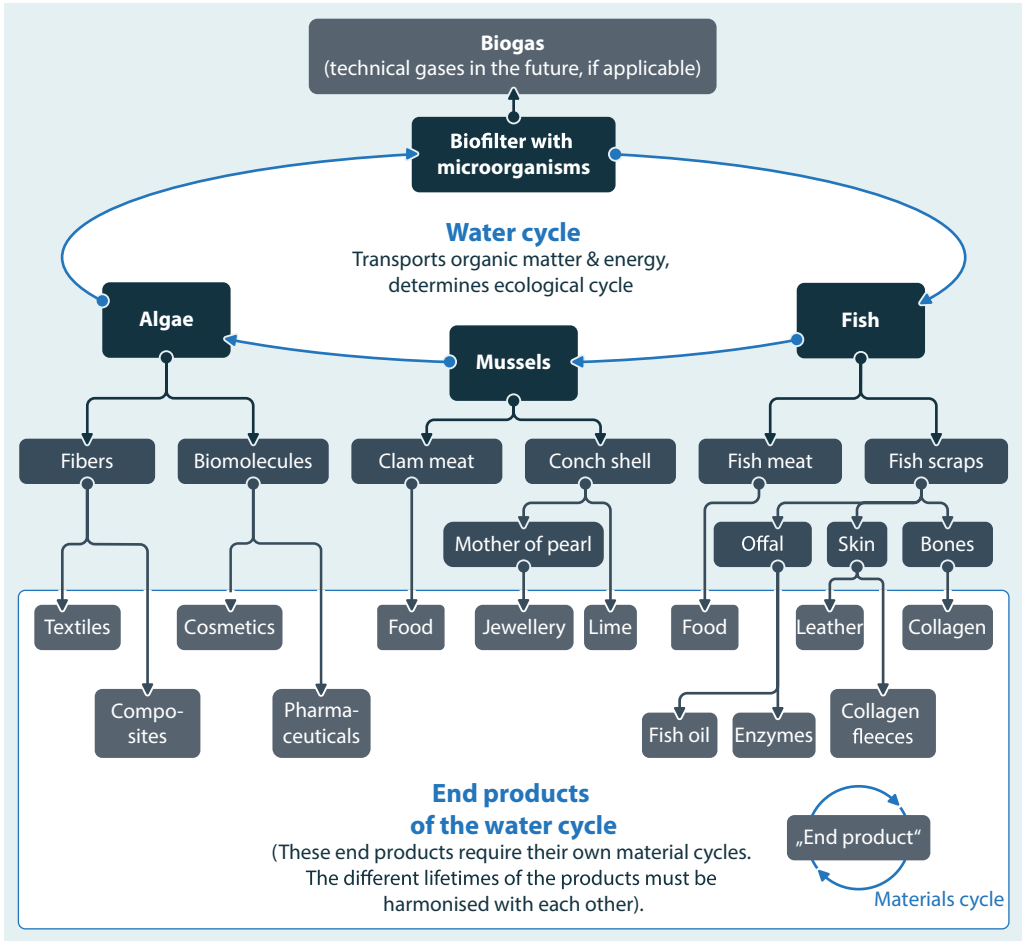 Biogas
(technical gases in the future, if applicable)
Biofilter with
microorganisms
Water cycle
Transports organic matter & energy,
determines ecological cycle
Algae
Mussels
Fish
Fibers
Biomolecules
Clam meat
Conch shell
Fish meat
Fish scraps
Mother of pearl
Offal
Skin
Bones
Textiles
Cosmetics
Food
Jewellery
Lime
Food
Leather
Collagen
Compo-
sites
Pharma-
ceuticals
Fish oil
Enzymes
Collagen
fleeces
End products
of the water cycle
(These end products require their own material cycles.
The different lifetimes of the products must be
harmonised with each other).
„End product“
Materials cycle